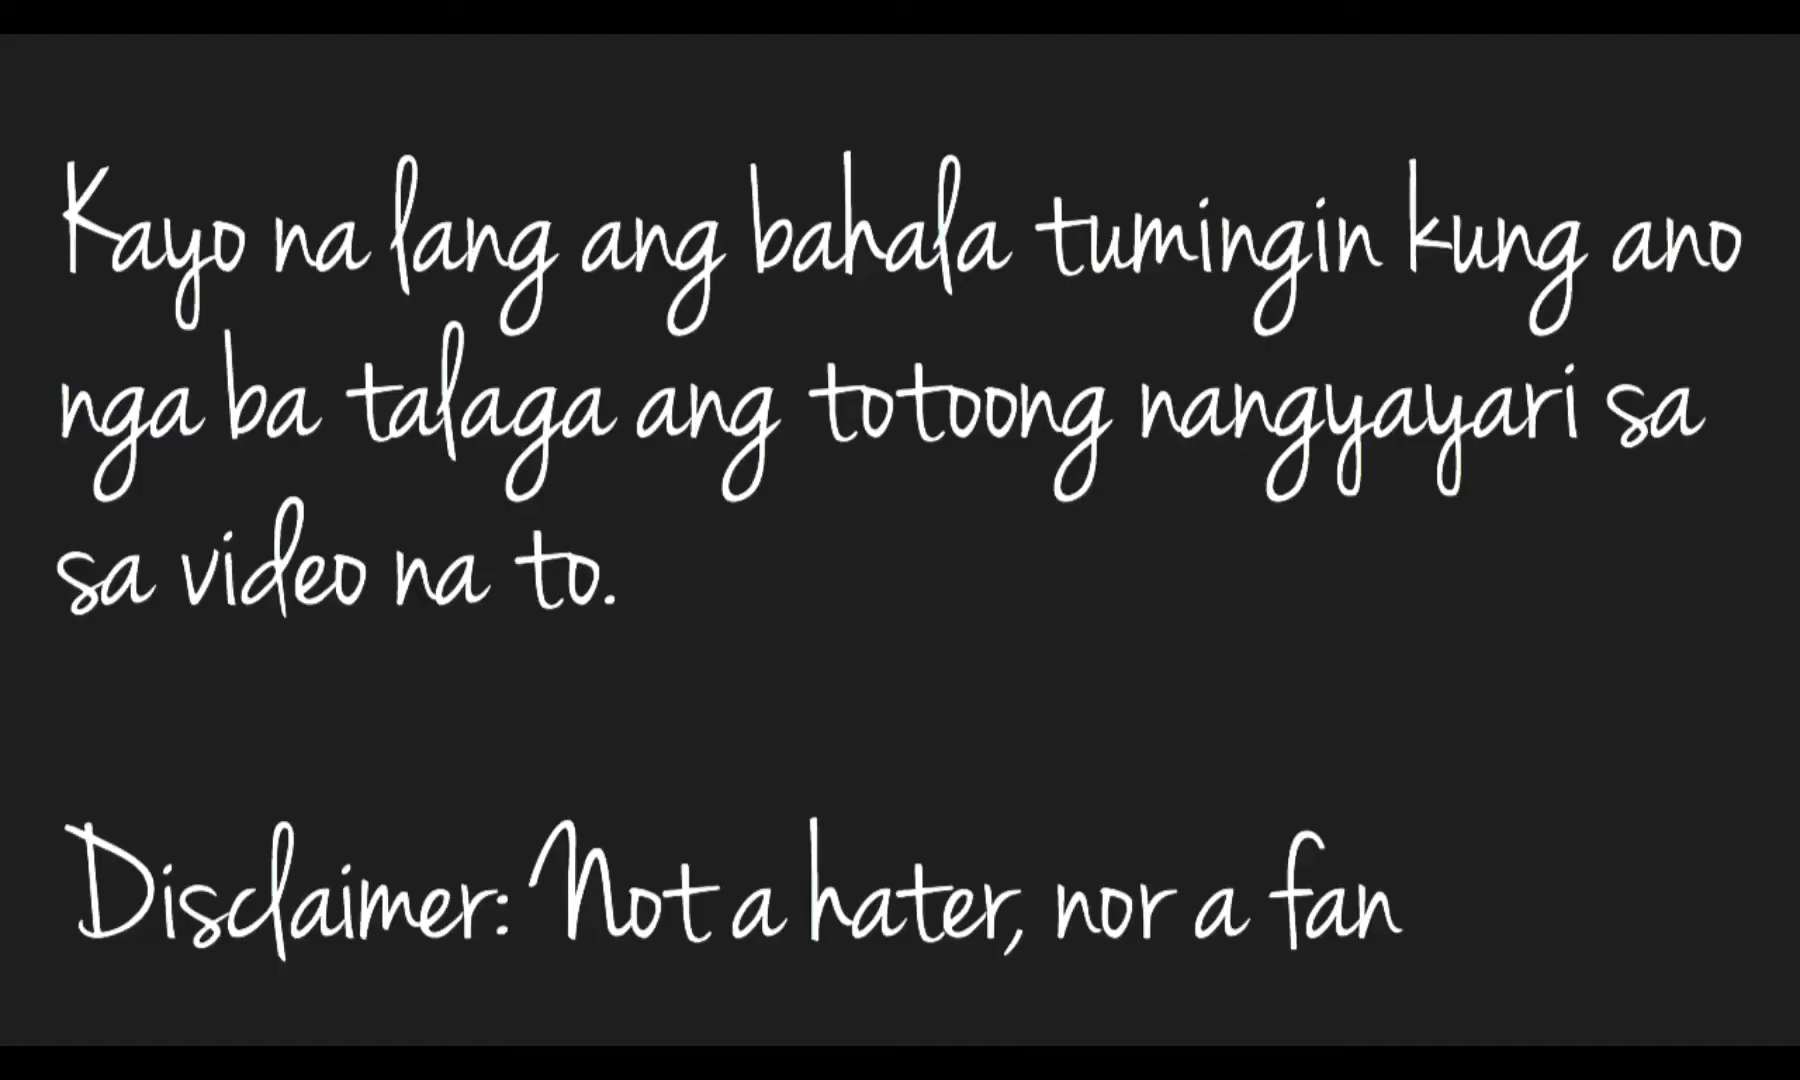 Kayo na lang ang bahala tumingin kung ano
nga ba talaga ang totoong nangyayari sa
sa video na to.
Disclaimer: Not a hater, nor a fan